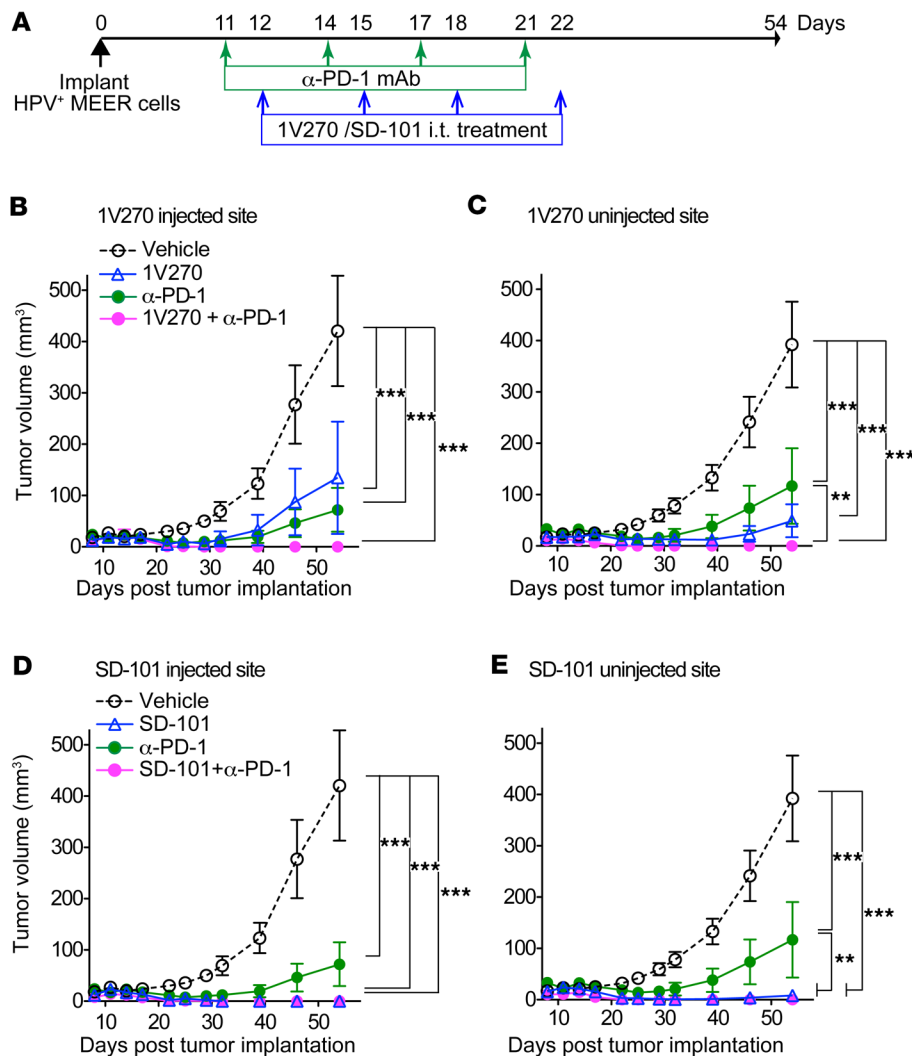 A
0 11 12 14 15 17 18 21 22 54 Days
Implant
HPV⁺ MEER cells
α-PD-1 mAb
1V270 /SD-101 i.t. treatment
B
1V270 injected site
Vehicle
1V270
α-PD-1
1V270 + α-PD-1
Tumor volume (mm³)
500
400
300
200
100
0
10 20 30 40 50
Days post tumor implantation
***
***
***
C
1V270 uninjected site
500
400
300
200
100
0
10 20 30 40 50
Days post tumor implantation
***
***
***
**
D
SD-101 injected site
Vehicle
SD-101
α-PD-1
SD-101+α-PD-1
Tumor volume (mm³)
500
400
300
200
100
0
10 20 30 40 50
Days post tumor implantation
***
***
***
E
SD-101 uninjected site
500
400
300
200
100
0
10 20 30 40 50
Days post tumor implantation
***
***
**